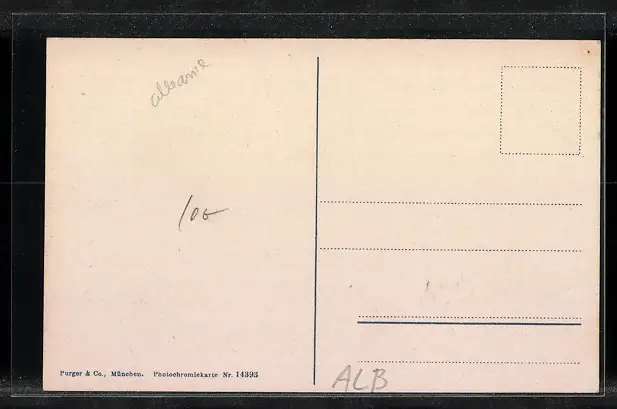 albanie
100
Purger & Co., München. Photochromiekarte Nr. 14393
ALB